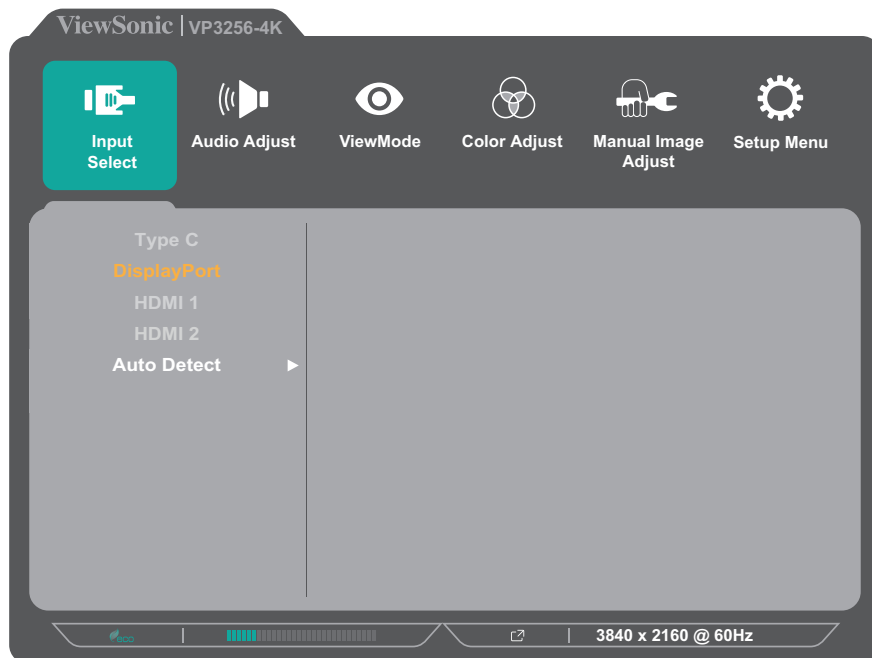 ViewSonic | VP3256-4K
Input
Select
Audio Adjust
ViewMode
Color Adjust
Manual Image
Adjust
Setup Menu
Type C
DisplayPort
HDMI 1
HDMI 2
Auto Detect
eco
3840 x 2160 @ 60Hz